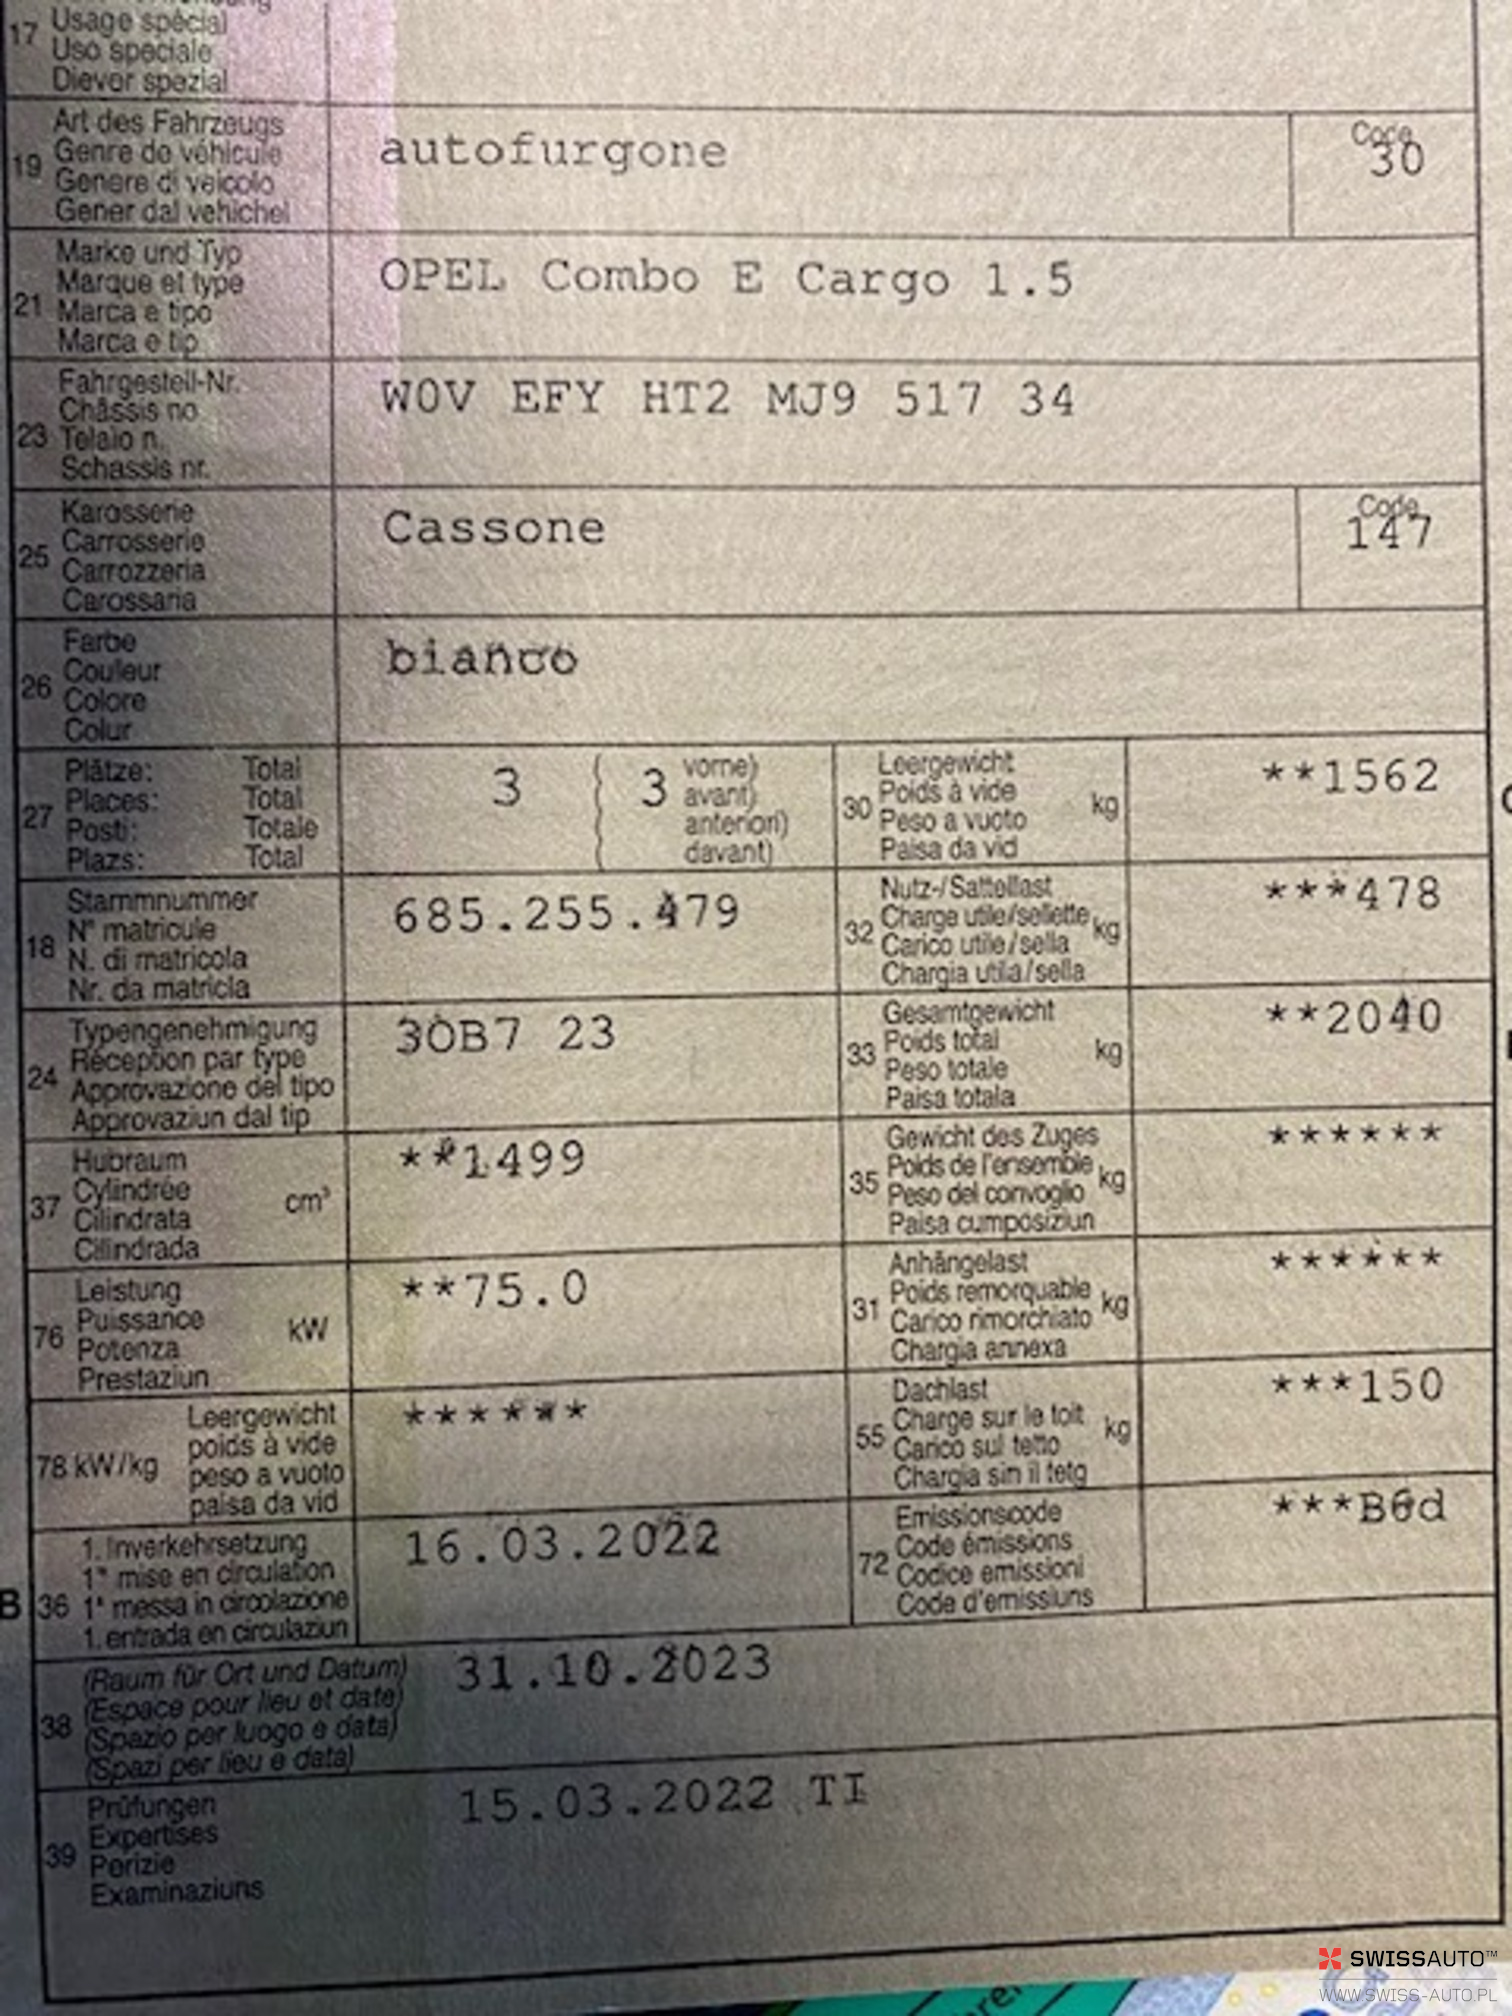 17 Usage spécial
Uso speciale
Diever spezial
19 Art des Fahrzeugs
Genre de véhicule
Genere di veicolo
Gener dal vehichel
autofurgone
Code
30
21 Marke und Typ
Marque et type
Marca e tipo
Marca e tip
OPEL Combo E Cargo 1.5
23 Fahrgestell-Nr.
Châssis no
Telaio n.
Schassis nr.
W0V EFY HT2 MJ9 517 34
25 Karosserie
Carrosserie
Carrozzeria
Carossaria
Cassone
Code
147
26 Farbe
Couleur
Colore
Colur
bianco
27 Plätze: Total
Places: Total
Posti: Totale
Plazs: Total
3 ( 3 vorne)
avant)
anteriori)
davant)
30 Leergewicht
Poids à vide
Peso a vuoto
Paisa da vid
kg
**1562
18 Stammnummer
N° matricule
N. di matricola
Nr. da matricla
685.255.479
32 Nutz-/Sattellast
Charge utile/sellette
Carico utile/sella
Chargia utila/sella
kg
***478
24 Typengenehmigung
Réception par type
Approvazione del tipo
Approvaziun dal tip
3OB7 23
33 Gesamtgewicht
Poids total
Peso totale
Paisa totala
kg
**2040
37 Hubraum
Cylindrée
Cilindrata
Cilindrada
cm³
**1499
35 Gewicht des Zuges
Poids de l'ensemble
Peso del convoglio
Paisa cumposiziun
kg
******
76 Leistung
Puissance
Potenza
Prestaziun
kW
**75.0
31 Anhängelast
Poids remorquable
Carico rimorchiato
Chargia annexa
kg
******
78 kW/kg
Leergewicht
poids à vide
peso a vuoto
paisa da vid
******
55 Dachlast
Charge sur le toit
Carico sul tetto
Chargia sin il tetg
kg
***150
B 36 1. Inverkehrsetzung
1re mise en circulation
1a messa in circolazione
1. entrada en circulaziun
16.03.2022
72 Emissionscode
Code émissions
Codice emissioni
Code d'emissiuns
***B6d
38 (Raum für Ort und Datum)
(Espace pour lieu et date)
(Spazio per luogo e data)
(Spazi per lieu e data)
31.10.2023
39 Prüfungen
Expertises
Perizie
Examinaziuns
15.03.2022 TI
SWISSAUTO™
WWW.SWISS-AUTO.PL